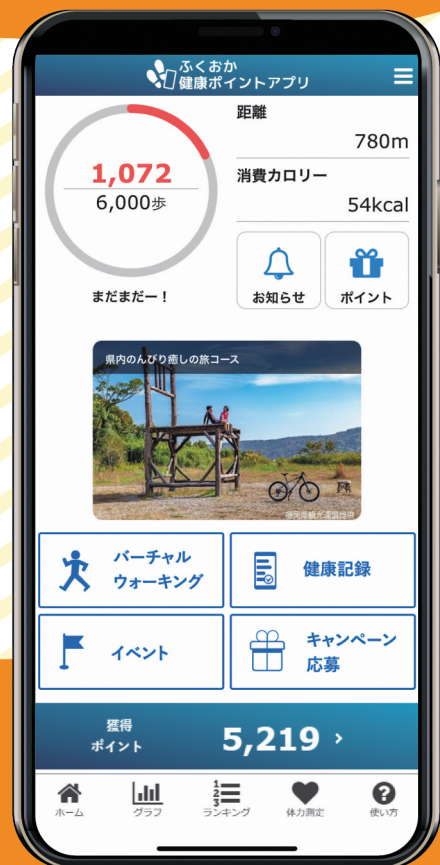 ふくおか
健康ポイントアプリ
1,072
6,000歩
まだまだー！
距離
780m
消費カロリー
54kcal
お知らせ
ポイント
県内のんびり癒しの旅コース
バーチャル
ウォーキング
健康記録
イベント
キャンペーン
応募
獲得
ポイント
5,219
1
2
3
ホーム
グラフ
ランキング
体力測定
使い方
?